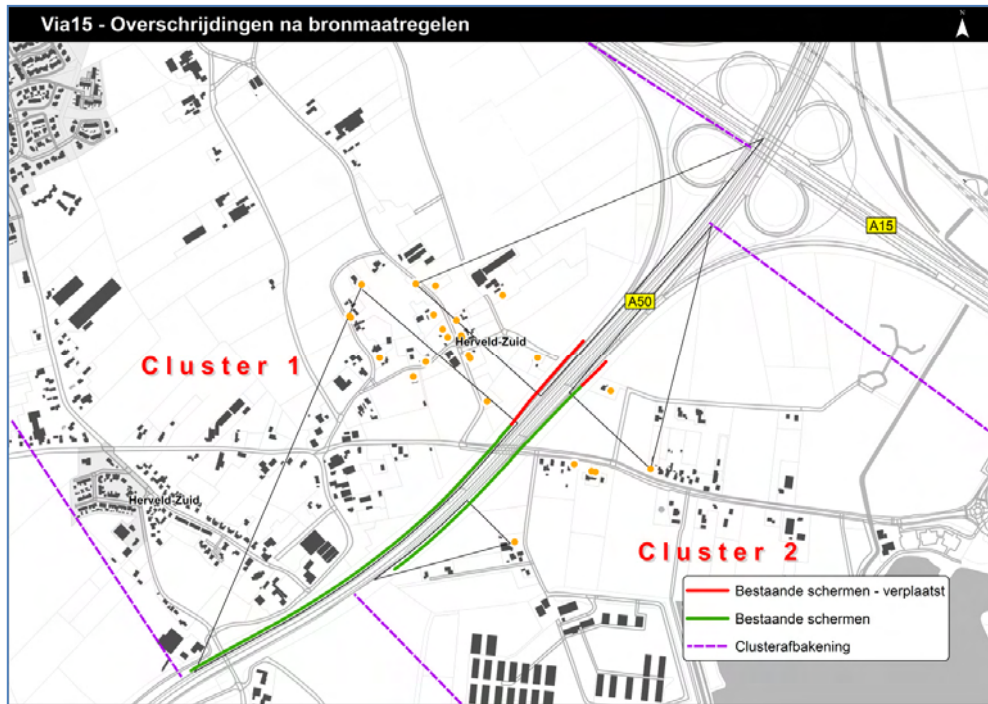 Via15 - Overschrijdingen na bronmaatregelen
N
A15
A50
Herveld-Zuid
Cluster 1
Herveld-Zuid
Cluster 2
Bestaande schermen - verplaatst
Bestaande schermen
Clusterafbakening